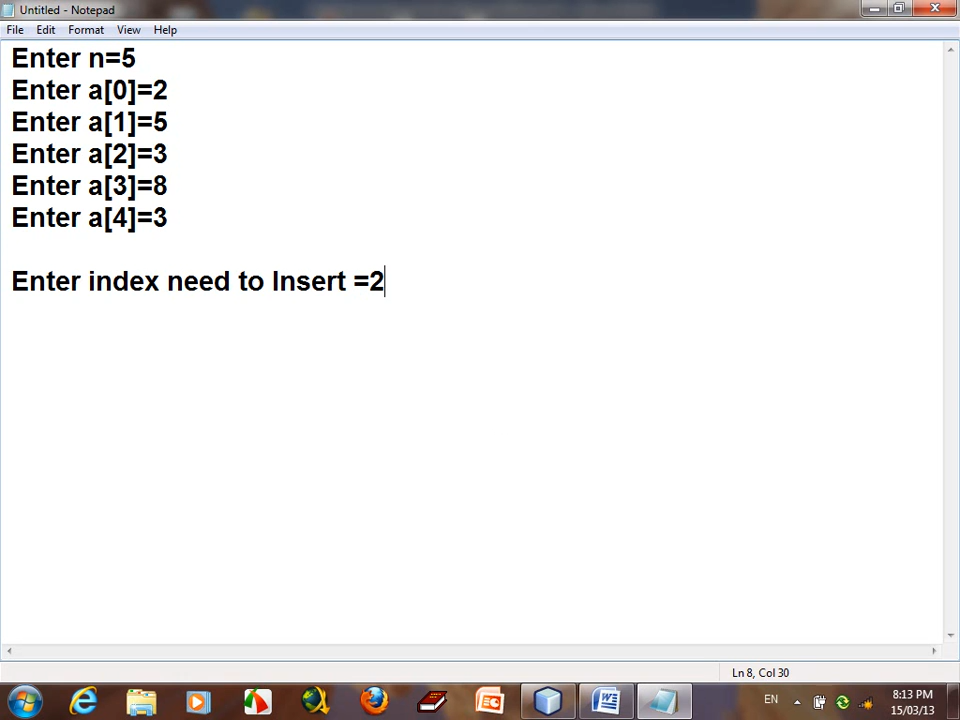 Untitled - Notepad
File Edit Format View Help
Enter n=5
Enter a[0]=2
Enter a[1]=5
Enter a[2]=3
Enter a[3]=8
Enter a[4]=3
Enter index need to Insert =2
Ln 8, Col 30
EN
8:13 PM
15/03/13